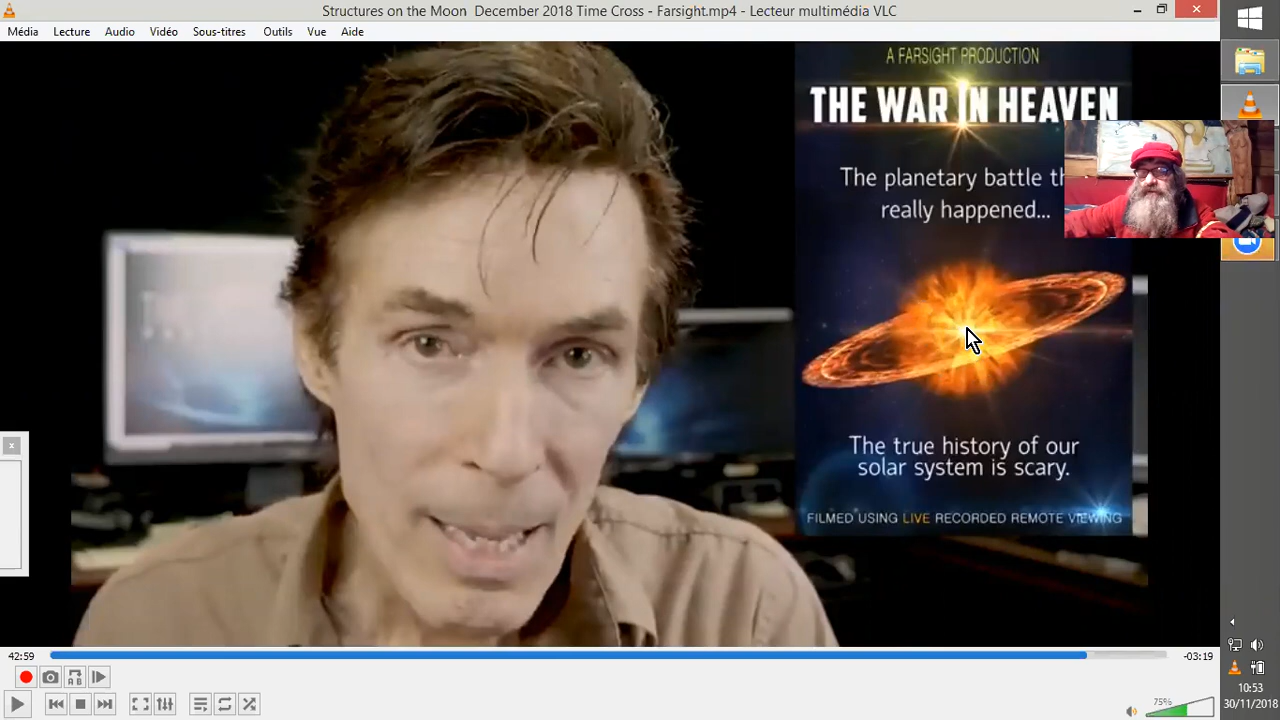 Structures on the Moon December 2018 Time Cross - Farsight.mp4 - Lecteur multimédia VLC
Média Lecture Audio Vidéo Sous-titres Outils Vue Aide
A FARSIGHT PRODUCTION
THE WAR IN HEAVEN
The planetary battle th
really happened...
The true history of our
solar system is scary.
FILMED USING LIVE RECORDED REMOTE VIEWING
42:59
-03:19
75%
10:53
30/11/2018